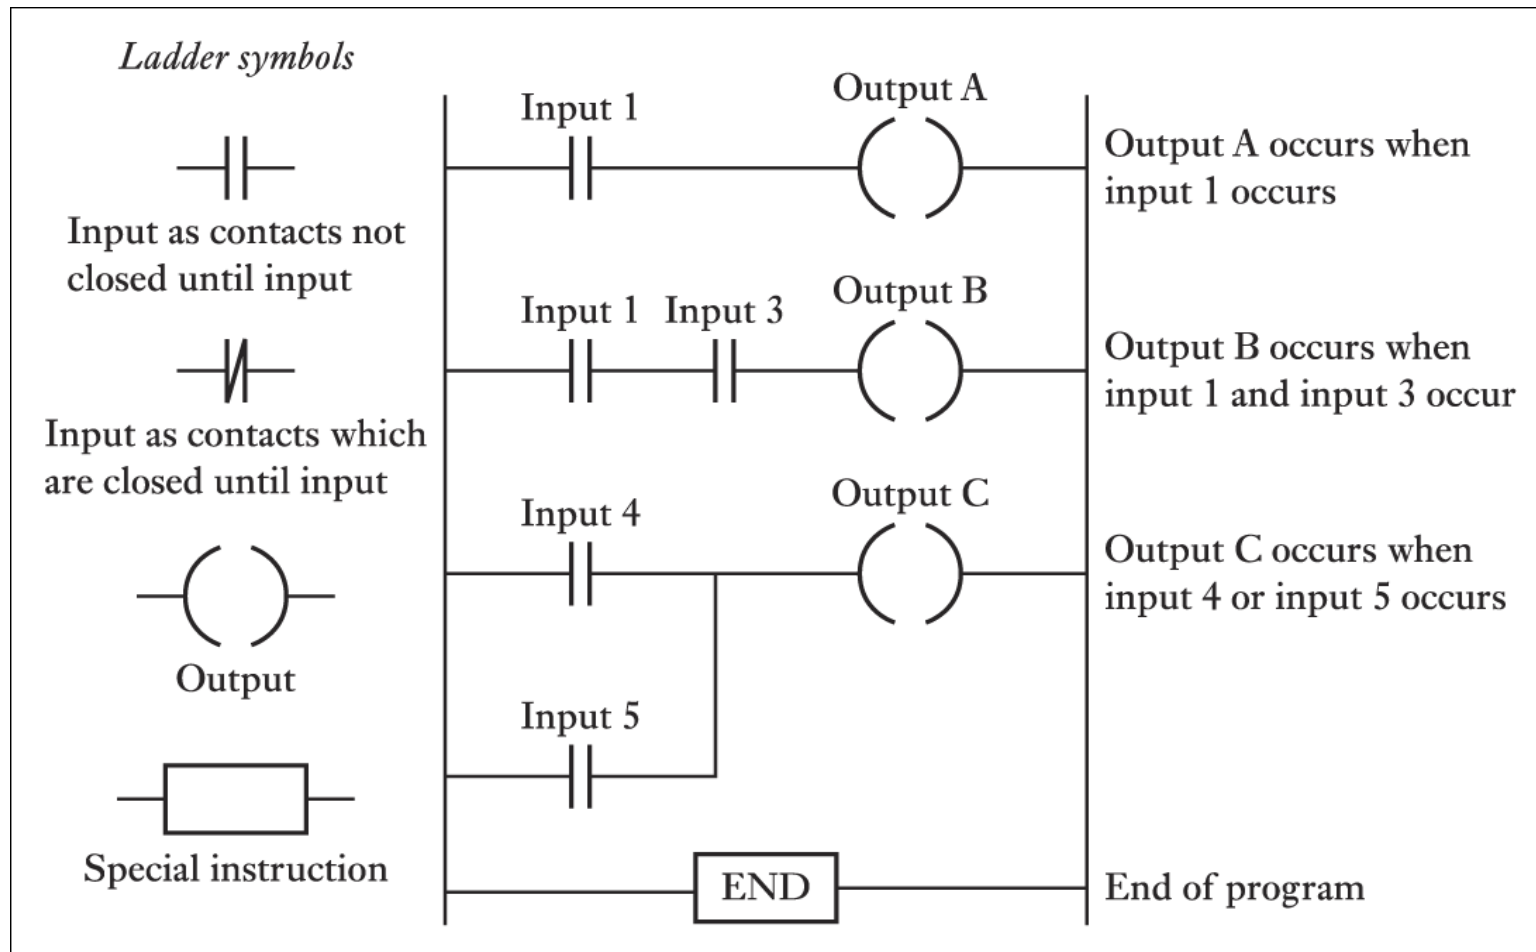 Ladder symbols
Input as contacts not
closed until input
Input as contacts which
are closed until input
Output
Special instruction
Input 1
Output A
Output A occurs when
input 1 occurs
Input 1
Input 3
Output B
Output B occurs when
input 1 and input 3 occur
Input 4
Output C
Output C occurs when
input 4 or input 5 occurs
Input 5
END
End of program